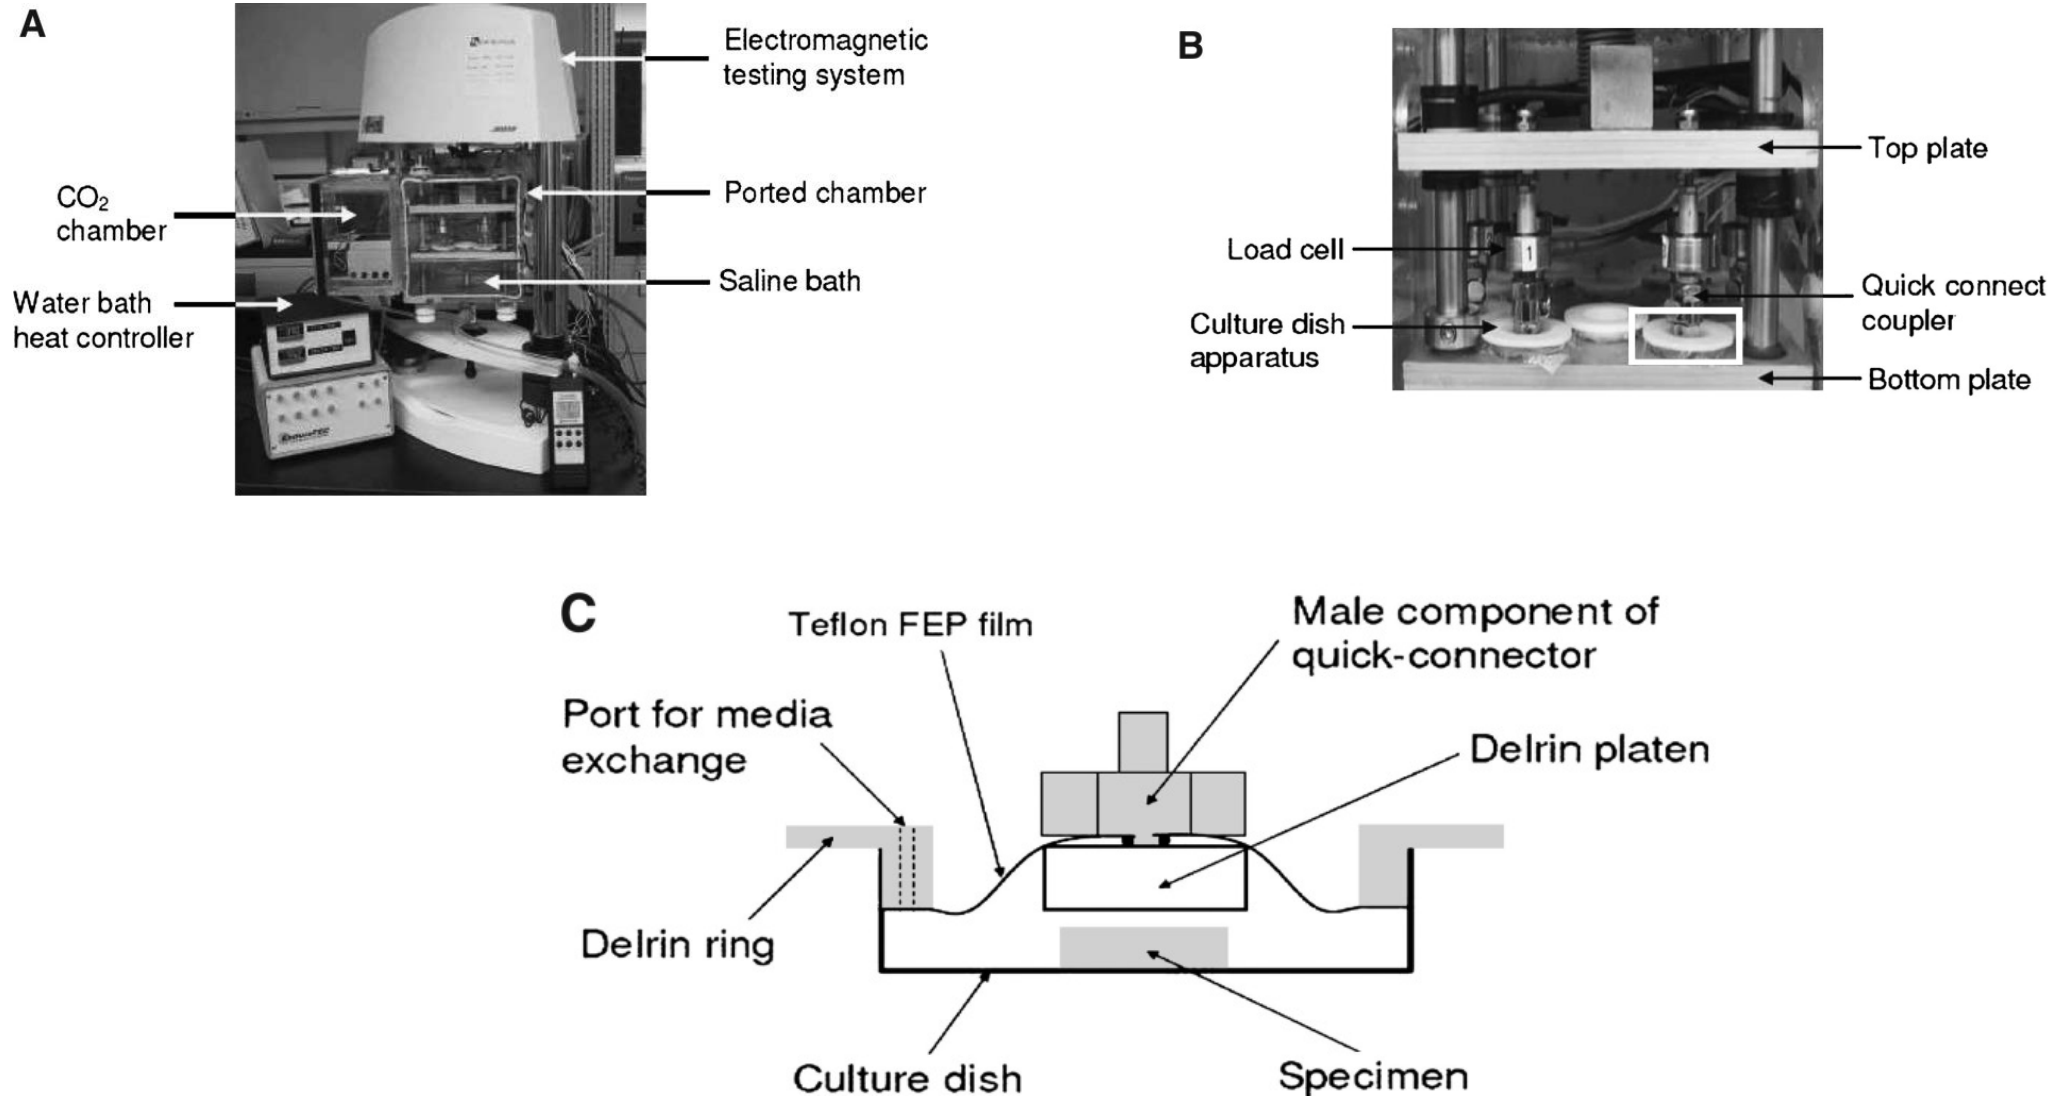 A
Electromagnetic
testing system
CO₂
chamber
Ported chamber
Water bath
heat controller
Saline bath
B
Top plate
Load cell
1
Quick connect
coupler
Culture dish
apparatus
Bottom plate
C
Teflon FEP film
Male component of
quick-connector
Port for media
exchange
Delrin platen
Delrin ring
Culture dish
Specimen